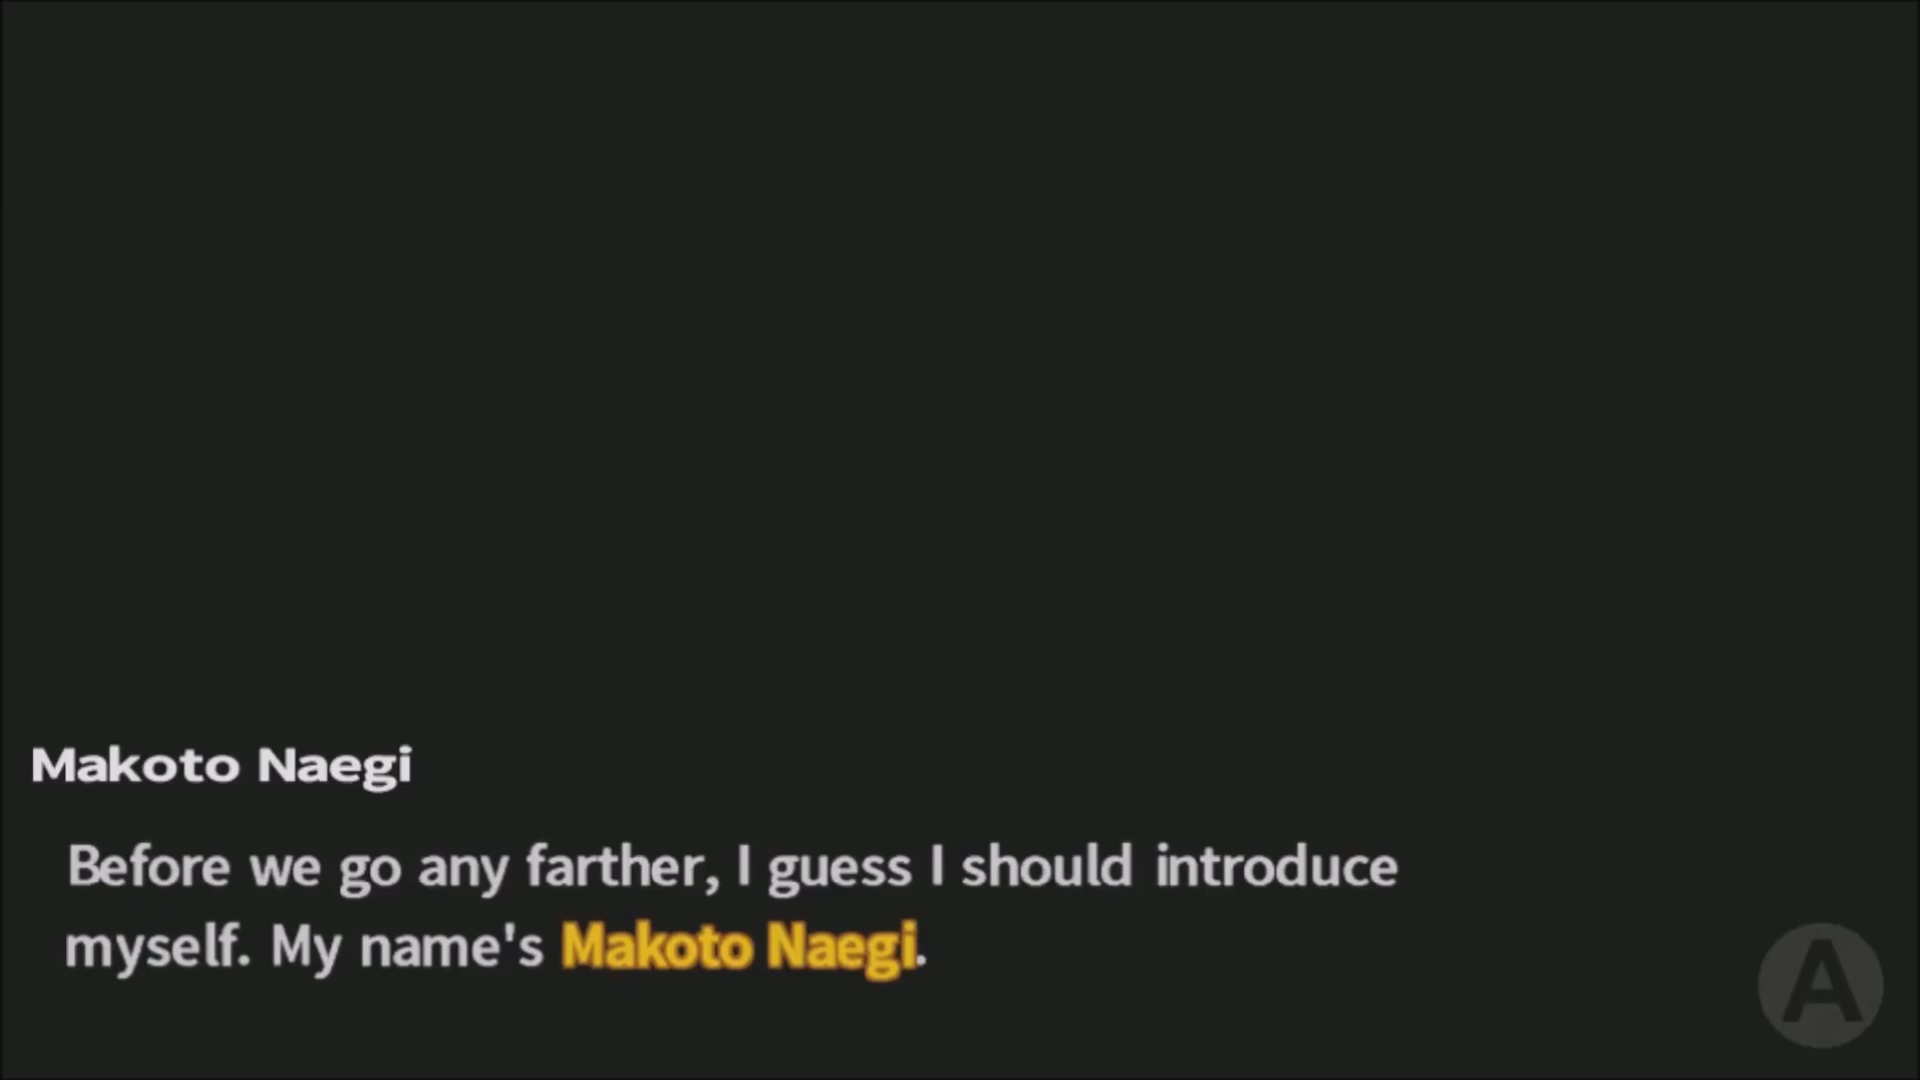 Makoto Naegi
Before we go any farther, I guess I should introduce
myself. My name's Makoto Naegi.
A